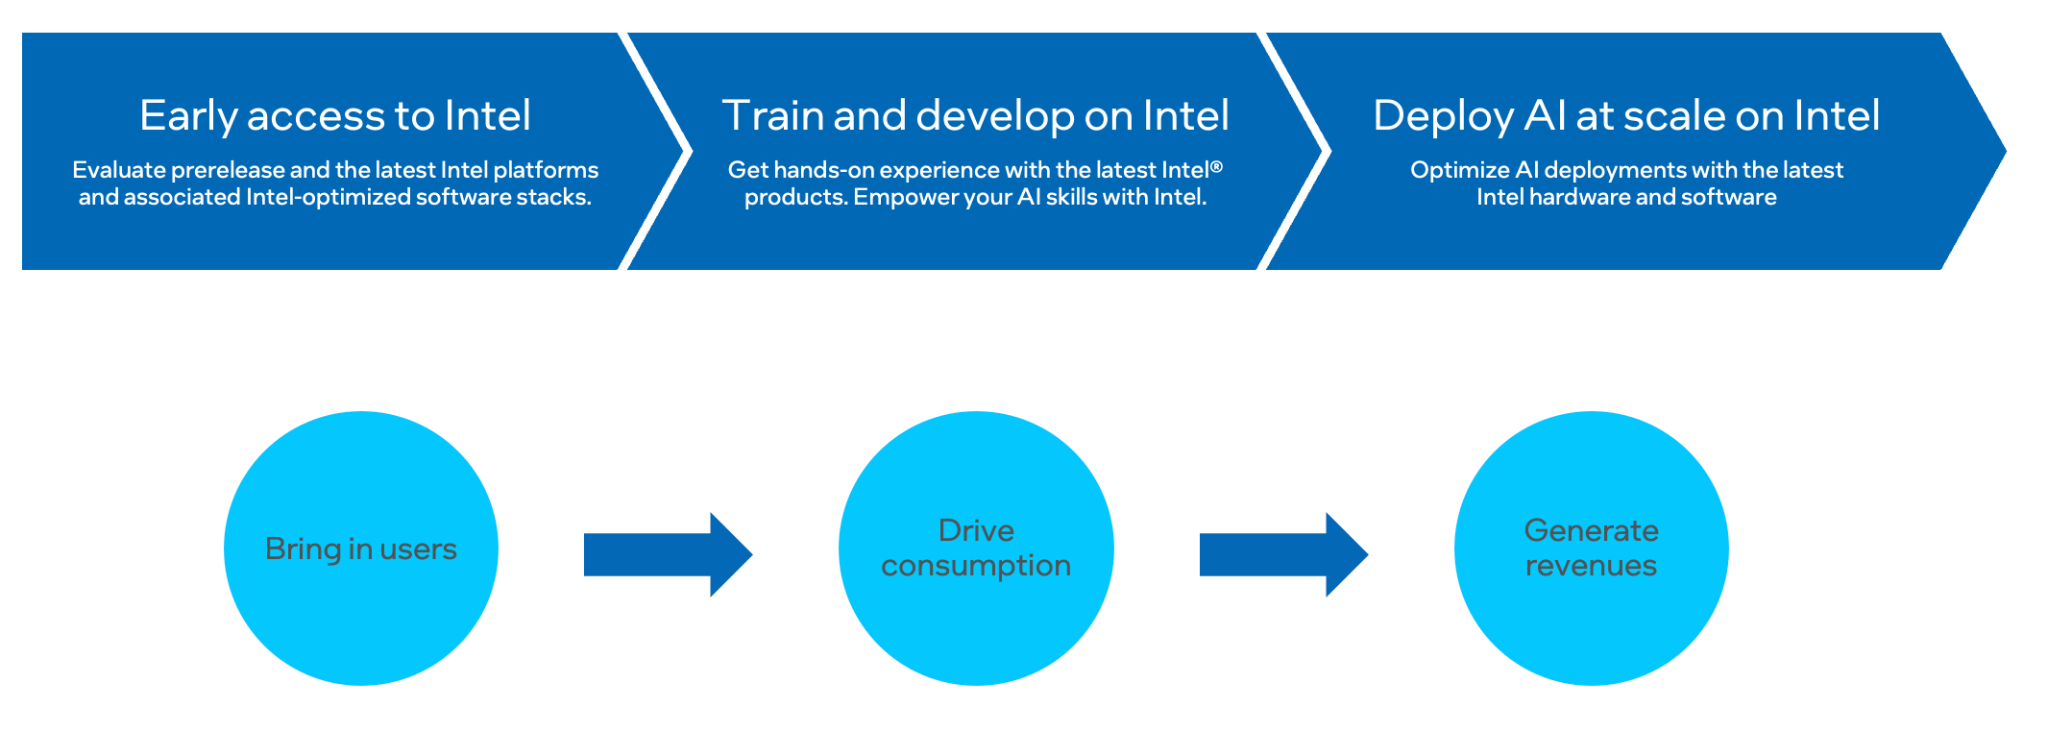 Early access to Intel
Evaluate prerelease and the latest Intel platforms
and associated Intel-optimized software stacks.
Train and develop on Intel
Get hands-on experience with the latest Intel®
products. Empower your AI skills with Intel.
Deploy AI at scale on Intel
Optimize AI deployments with the latest
Intel hardware and software
Bring in users
Drive
consumption
Generate
revenues